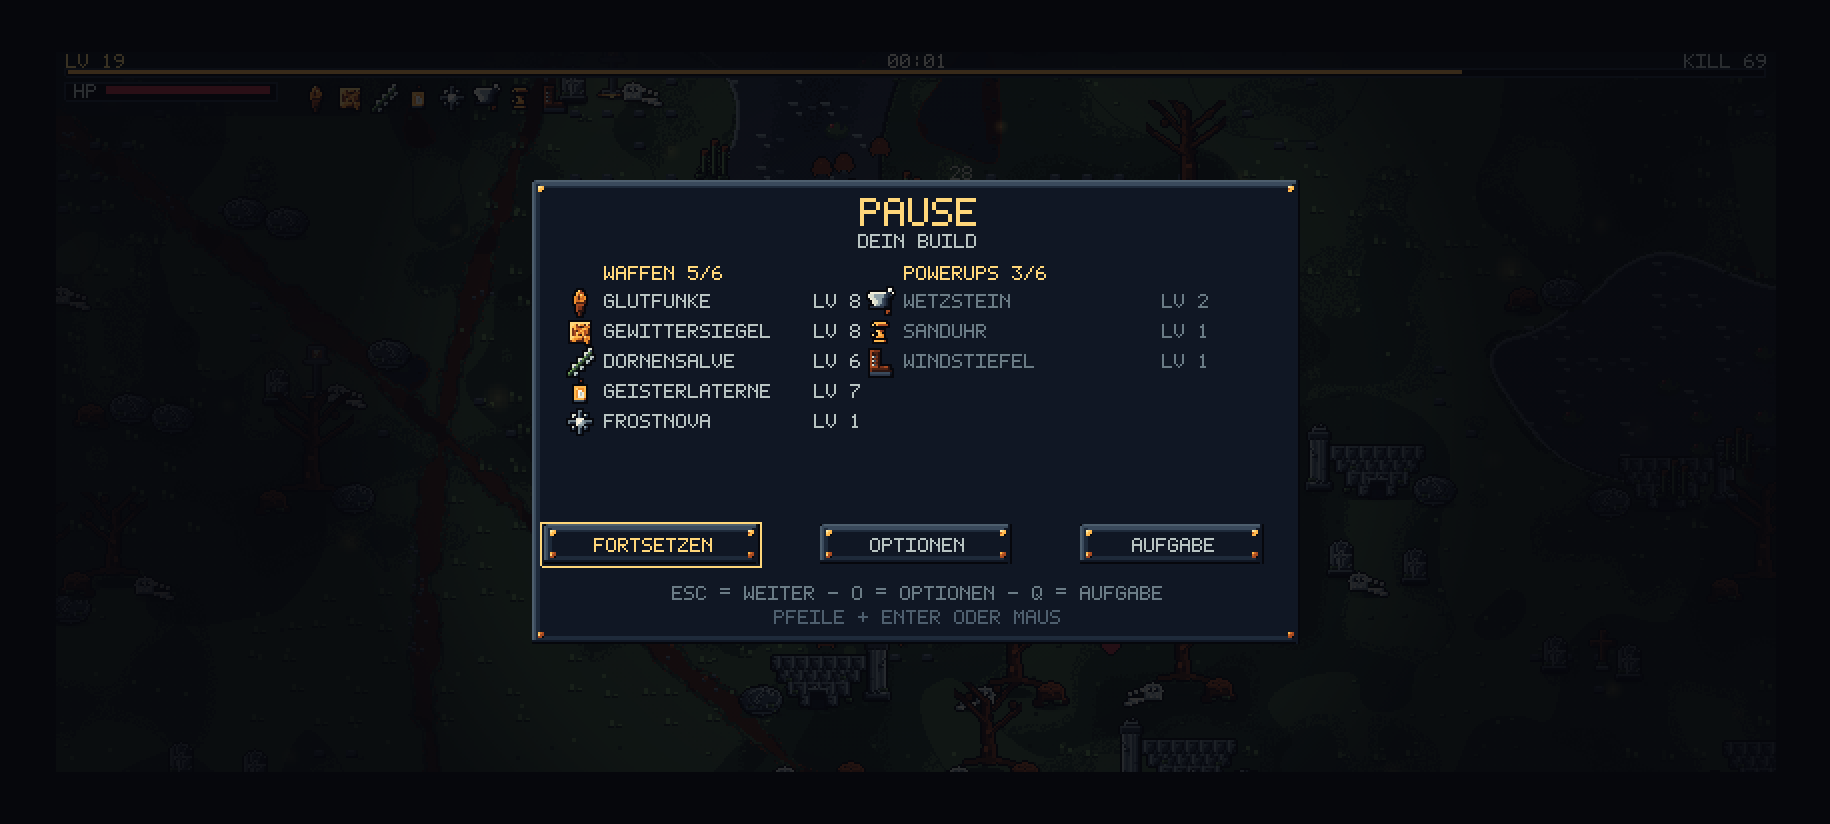 LV 19 00:01 KILL 69
HP
28
PAUSE
DEIN BUILD
WAFFEN 5/6 POWERUPS 3/6
GLUTFUNKE LV 8 WETZSTEIN LV 2
GEWITTERSIEGEL LV 8 SANDUHR LV 1
DORNENSALVE LV 6 WINDSTIEFEL LV 1
GEISTERLATERNE LV 7
FROSTNOVA LV 1
FORTSETZEN OPTIONEN AUFGABE
ESC = WEITER - O = OPTIONEN - Q = AUFGABE
PFEILE + ENTER ODER MAUS